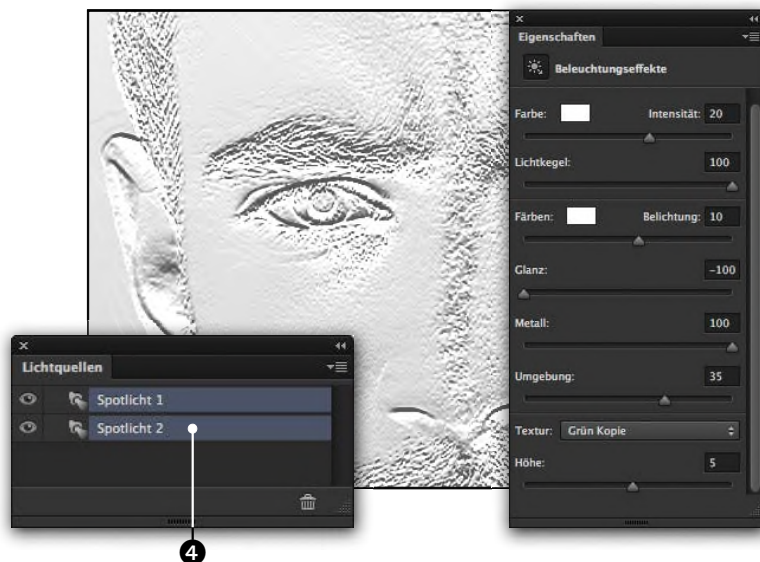 Eigenschaften
Beleuchtungseffekte
Farbe: Intensität: 20
Lichtkegel: 100
Färben: Belichtung: 10
Glanz: -100
Metall: 100
Umgebung: 35
Textur: Grün Kopie
Höhe: 5
Lichtquellen
Spotlicht 1
Spotlicht 2
4